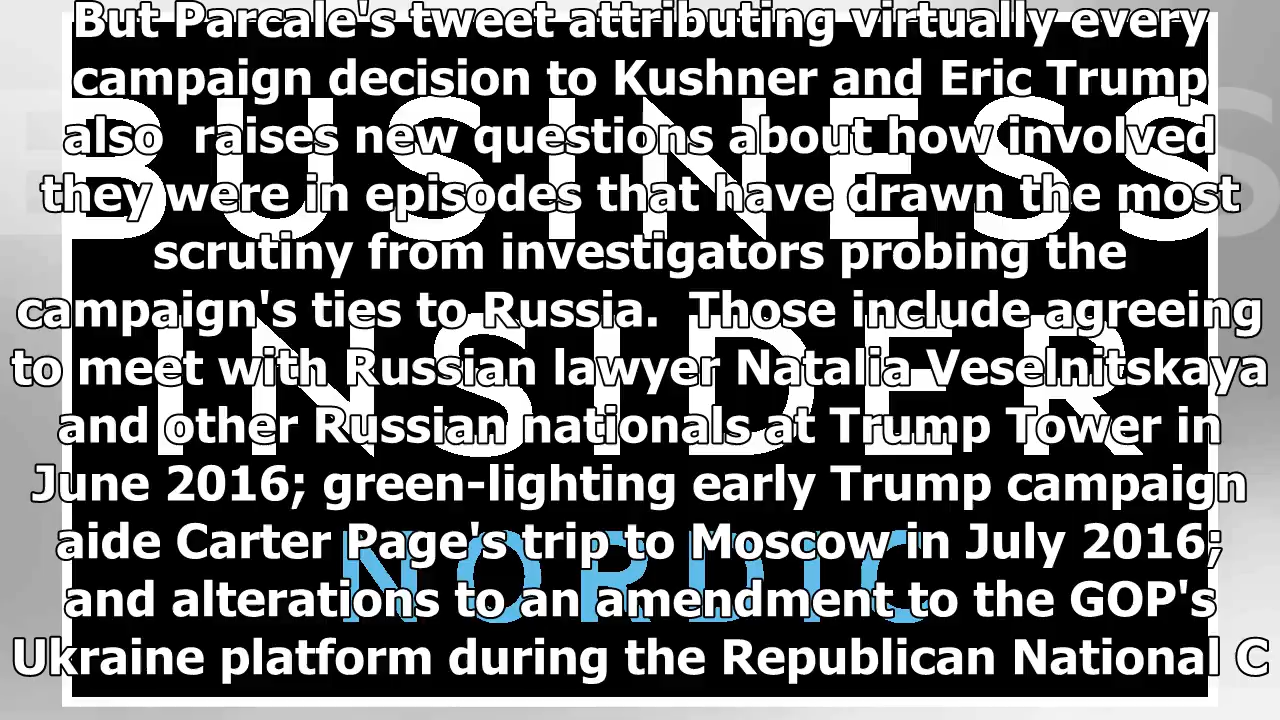 But Parcale's tweet attributing virtually every
campaign decision to Kushner and Eric Trump
also  raises new questions about how involved
they were in episodes that have drawn the most
scrutiny from investigators probing the
campaign's ties to Russia.  Those include agreeing
to meet with Russian lawyer Natalia Veselnitskaya
and other Russian nationals at Trump Tower in
June 2016; green-lighting early Trump campaign
aide Carter Page's trip to Moscow in July 2016;
and alterations to an amendment to the GOP's
Ukraine platform during the Republican National C
BUSINESS
INSIDER
NORDIC